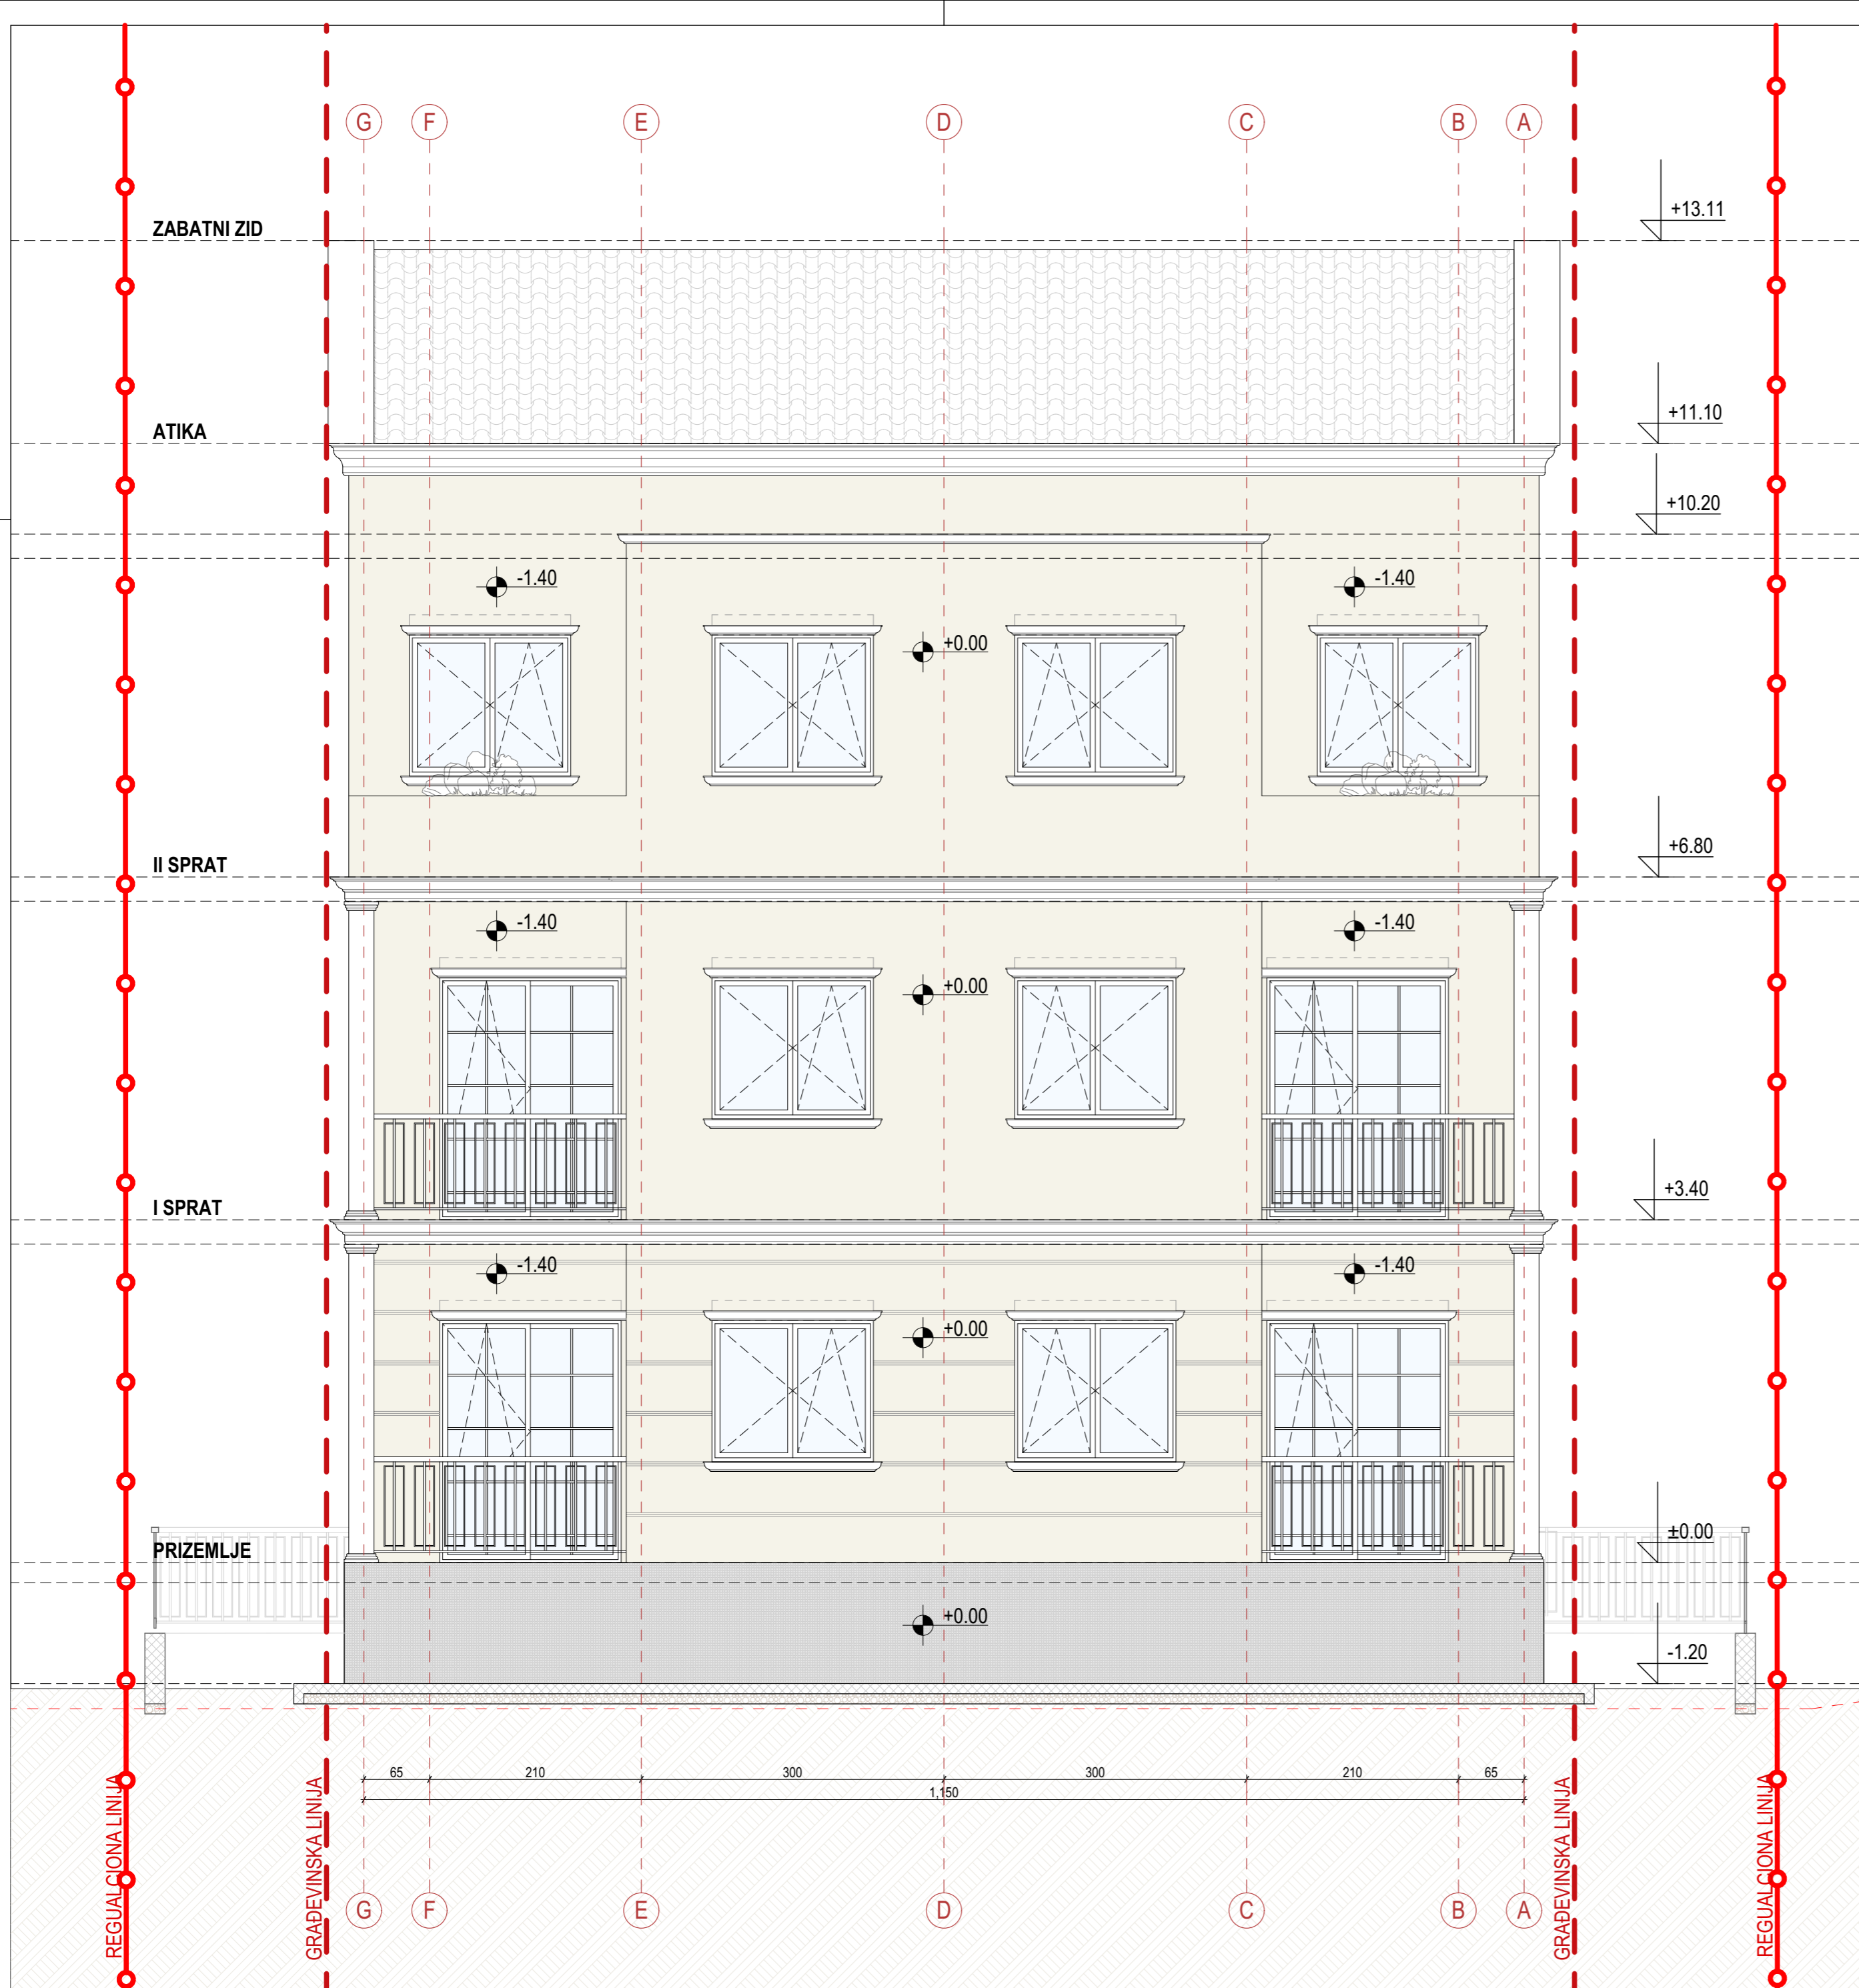 G F E D C B A
ZABATNI ZID +13.11
ATIKA +11.10
+10.20
-1.40 -1.40
+0.00
II SPRAT +6.80
-1.40 -1.40
+0.00
I SPRAT +3.40
-1.40 -1.40
+0.00
PRIZEMLJE ±0.00
+0.00
-1.20
65 210 300 300 210 65
1,150
REGUALCIONA LINIJA
GRAĐEVINSKA LINIJA
GRAĐEVINSKA LINIJA
REGUALCIONA LINIJA
G F E D C B A